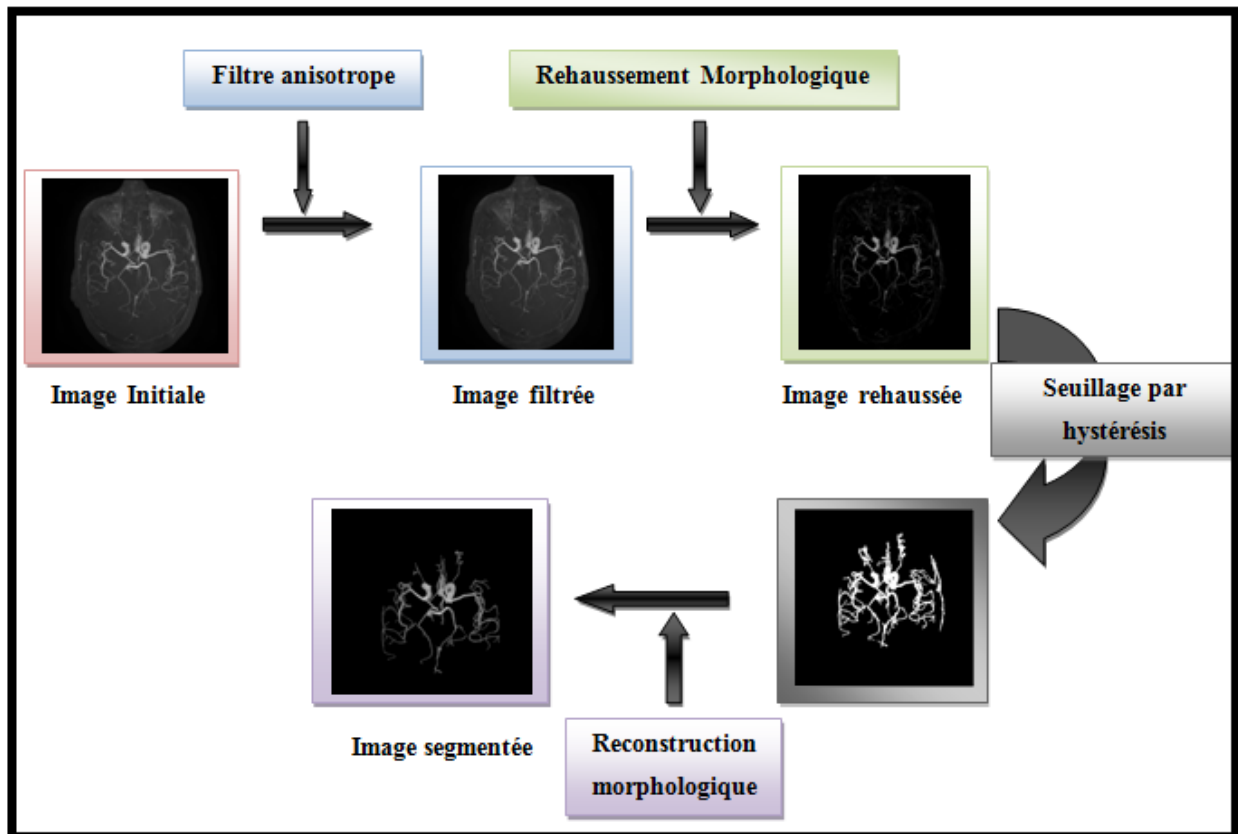 Filtre anisotrope
Rehaussement Morphologique
Image Initiale
Image filtrée
Image rehaussée
Seuillage par
hystérésis
Image segmentée
Reconstruction
morphologique